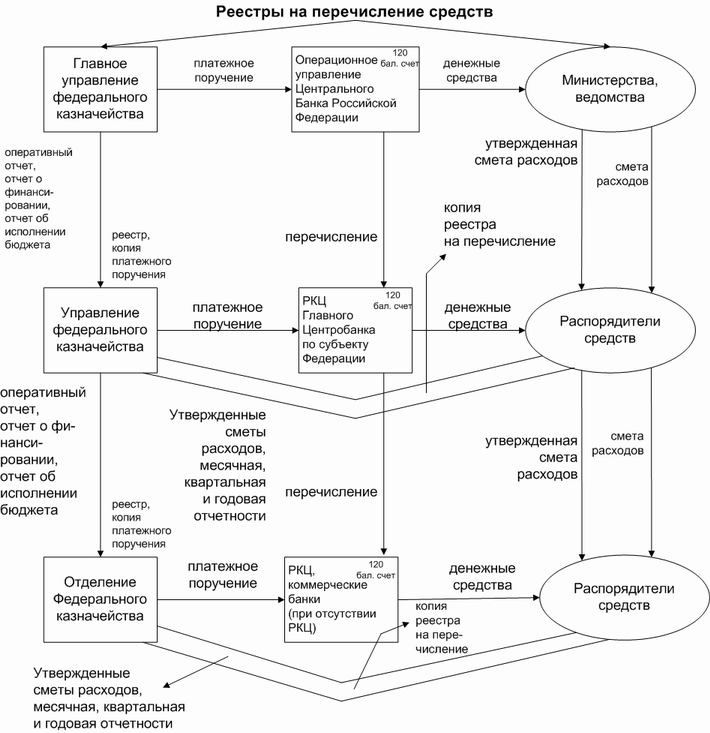 Реестры на перечисление средств
Главное
управление
федерального
казначейства
платежное
поручение
120
бал. счет
Операционное
управление
Центрального
Банка Российской
Федерации
денежные
средства
Министерства,
ведомства
оперативный
отчет,
отчет о
финанси-
ровании,
отчет об
исполнении
бюджета
реестр,
копия
платежного
поручения
перечисление
утвержденная
смета расходов
смета
расходов
копия
реестра
на перечисление
Управление
федерального
казначейства
платежное
поручение
120
бал. счет
РКЦ
Главного
Центробанка
по субъекту
Федерации
денежные
средства
Распорядители
средств
оперативный
отчет,
отчет о фи-
нанси-
ровании,
отчет об
исполнении
бюджета
реестр,
копия
платежного
поручения
Утвержденные
сметы
расходов,
месячная,
квартальная
и годовая
отчетности
перечисление
утвержденная
смета
расходов
смета
расходов
Отделение
Федерального
казначейства
платежное
поручение
120
бал. счет
РКЦ,
коммерческие
банки
(при отсутствии
РКЦ)
денежные
средства
Распорядители
средств
копия
реестра
на пере-
числение
Утвержденные
сметы расходов,
месячная, квартальная
и годовая отчетности